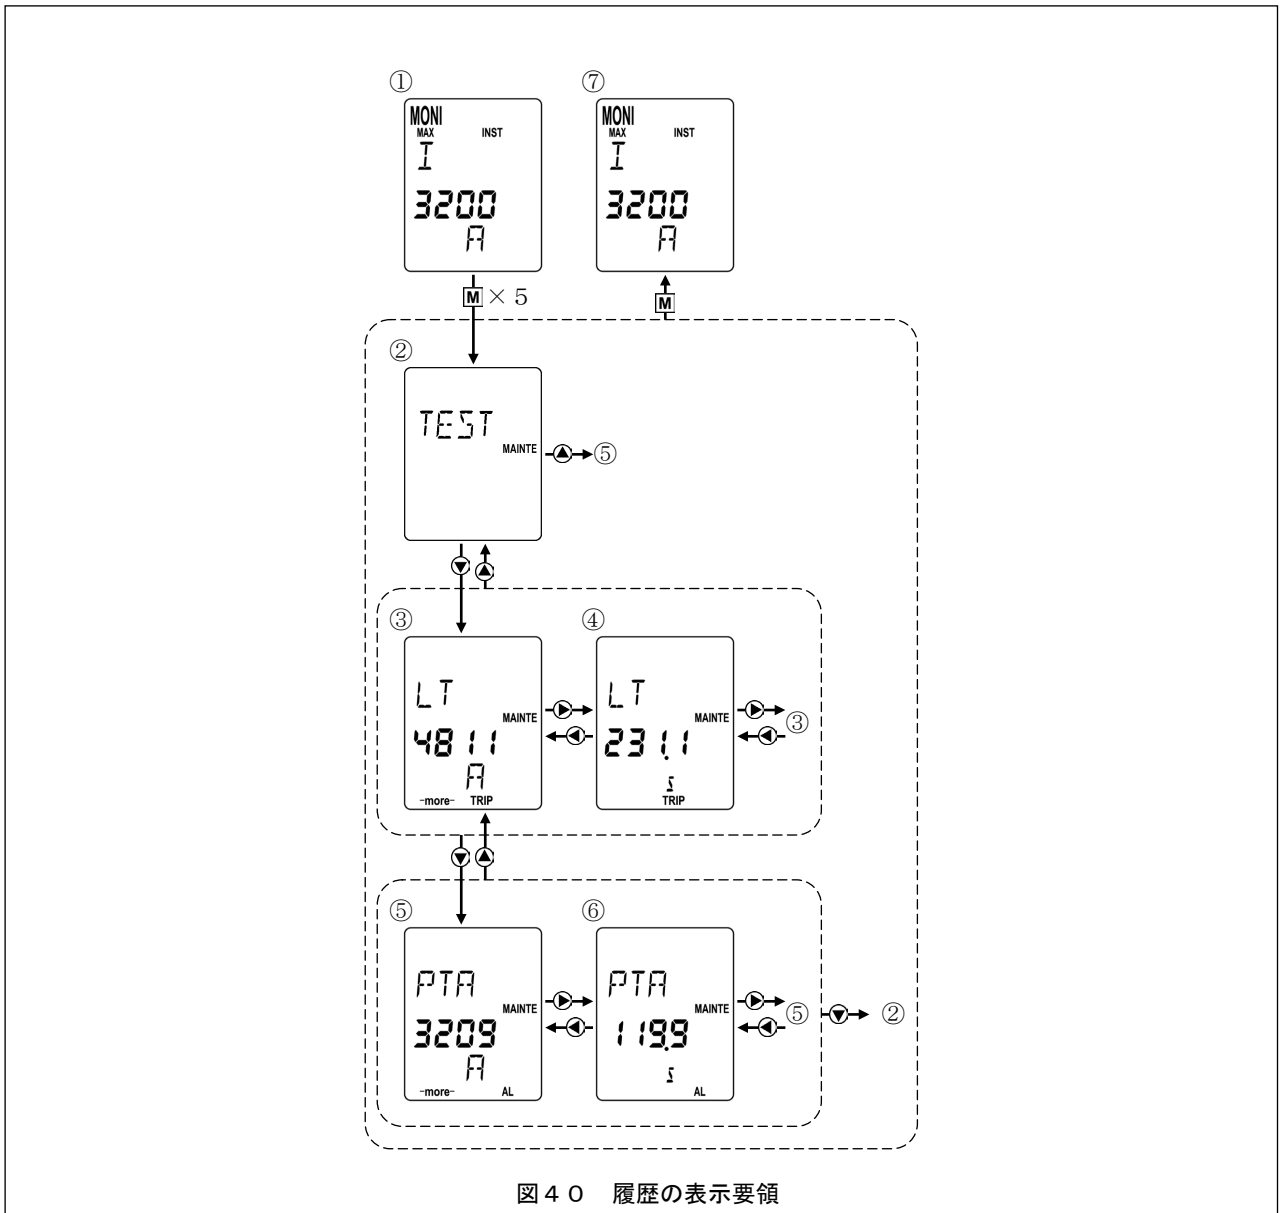 ① ⑦
MONI
MAX INST
I
3200
A
MONI
MAX INST
I
3200
A
M × 5
M
②
TEST
MAINTE
⑤
③ ④
LT
MAINTE
4811
A
-more- TRIP
LT
MAINTE
231.1
s
TRIP
③
⑤ ⑥
PTA
MAINTE
3209
A
-more- AL
PTA
MAINTE
119.9
s
AL
⑤ ②
図40 履歴の表示要領